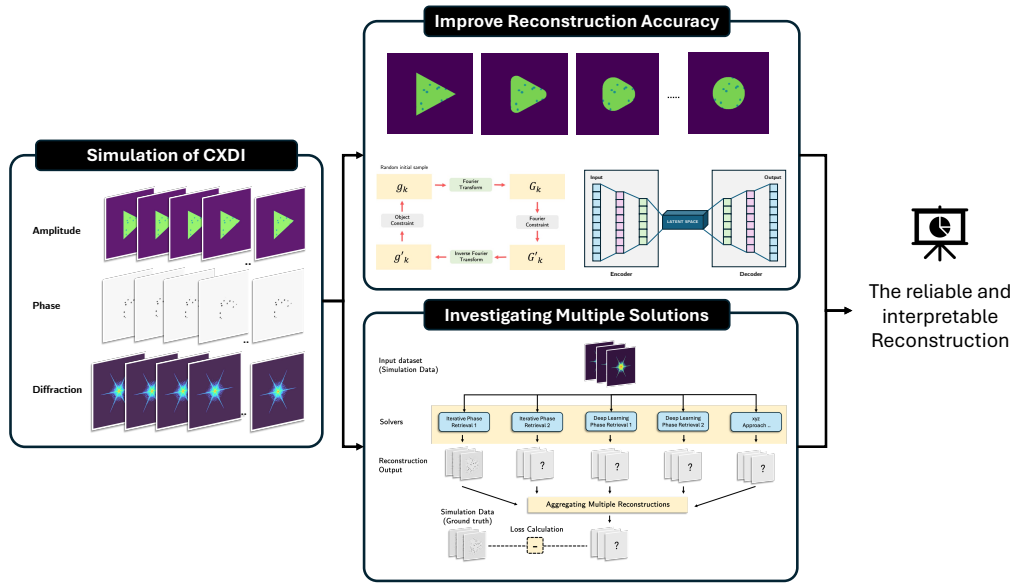 Simulation of CXDI
Amplitude
..
Phase
..
Diffraction
..
Improve Reconstruction Accuracy
.....
Random initial sample
g_k
Fourier
Transform
G_k
Object
Constraint
Fourier
Constraint
g'_k
Inverse Fourier
Transform
G'_k
Input
Output
LATENT SPACE
Encoder
Decoder
Investigating Multiple Solutions
Input dataset
(Simulation Data)
Solvers
Iterative Phase
Retrieval 1
Iterative Phase
Retrieval 2
Deep Learning
Phase Retrieval 1
Deep Learning
Phase Retrieval 2
xyz
Approach ..
Reconstruction
Output
?
?
?
?
Aggregating Multiple Reconstructions
Simulation Data
(Ground truth)
Loss Calculation
-
?
The reliable and
interpretable
Reconstruction